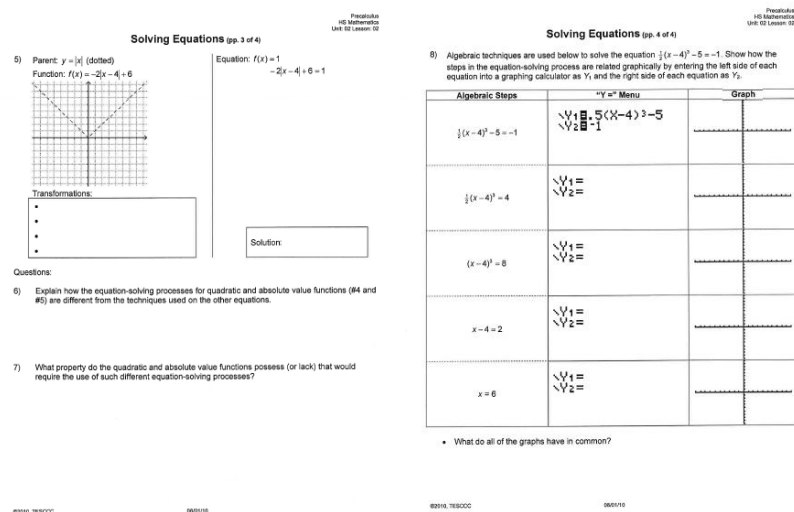 Precalculus
HS Mathematics
Unit: 02 Lesson: 02
Solving Equations (pp. 3 of 4)
5) Parent: y = |x| (dotted)
Function: f(x) = –2|x – 4| + 6
Equation: f(x) = 1
–2|x – 4| + 6 = 1
Transformations:
Solution:
Questions:
6) Explain how the equation-solving processes for quadratic and absolute value functions (#4 and
#5) are different from the techniques used on the other equations.
7) What property do the quadratic and absolute value functions possess (or lack) that would
require the use of such different equation-solving processes?
©2010, TESCCC 08/01/10
Precalculus
HS Mathematics
Unit: 02 Lesson: 02
Solving Equations (pp. 4 of 4)
8) Algebraic techniques are used below to solve the equation ½(x – 4)³ – 5 = –1. Show how the
steps in the equation-solving process are related graphically by entering the left side of each
equation into a graphing calculator as Y₁ and the right side of each equation as Y₂.
Algebraic Steps "Y =" Menu Graph
½(x – 4)³ – 5 = –1
\Y1=.5(X-4)³-5
\Y2=-1
½(x – 4)³ = 4
\Y1=
\Y2=
(x – 4)³ = 8
\Y1=
\Y2=
x – 4 = 2
\Y1=
\Y2=
x = 6
\Y1=
\Y2=
• What do all of the graphs have in common?
©2010, TESCCC 08/01/10